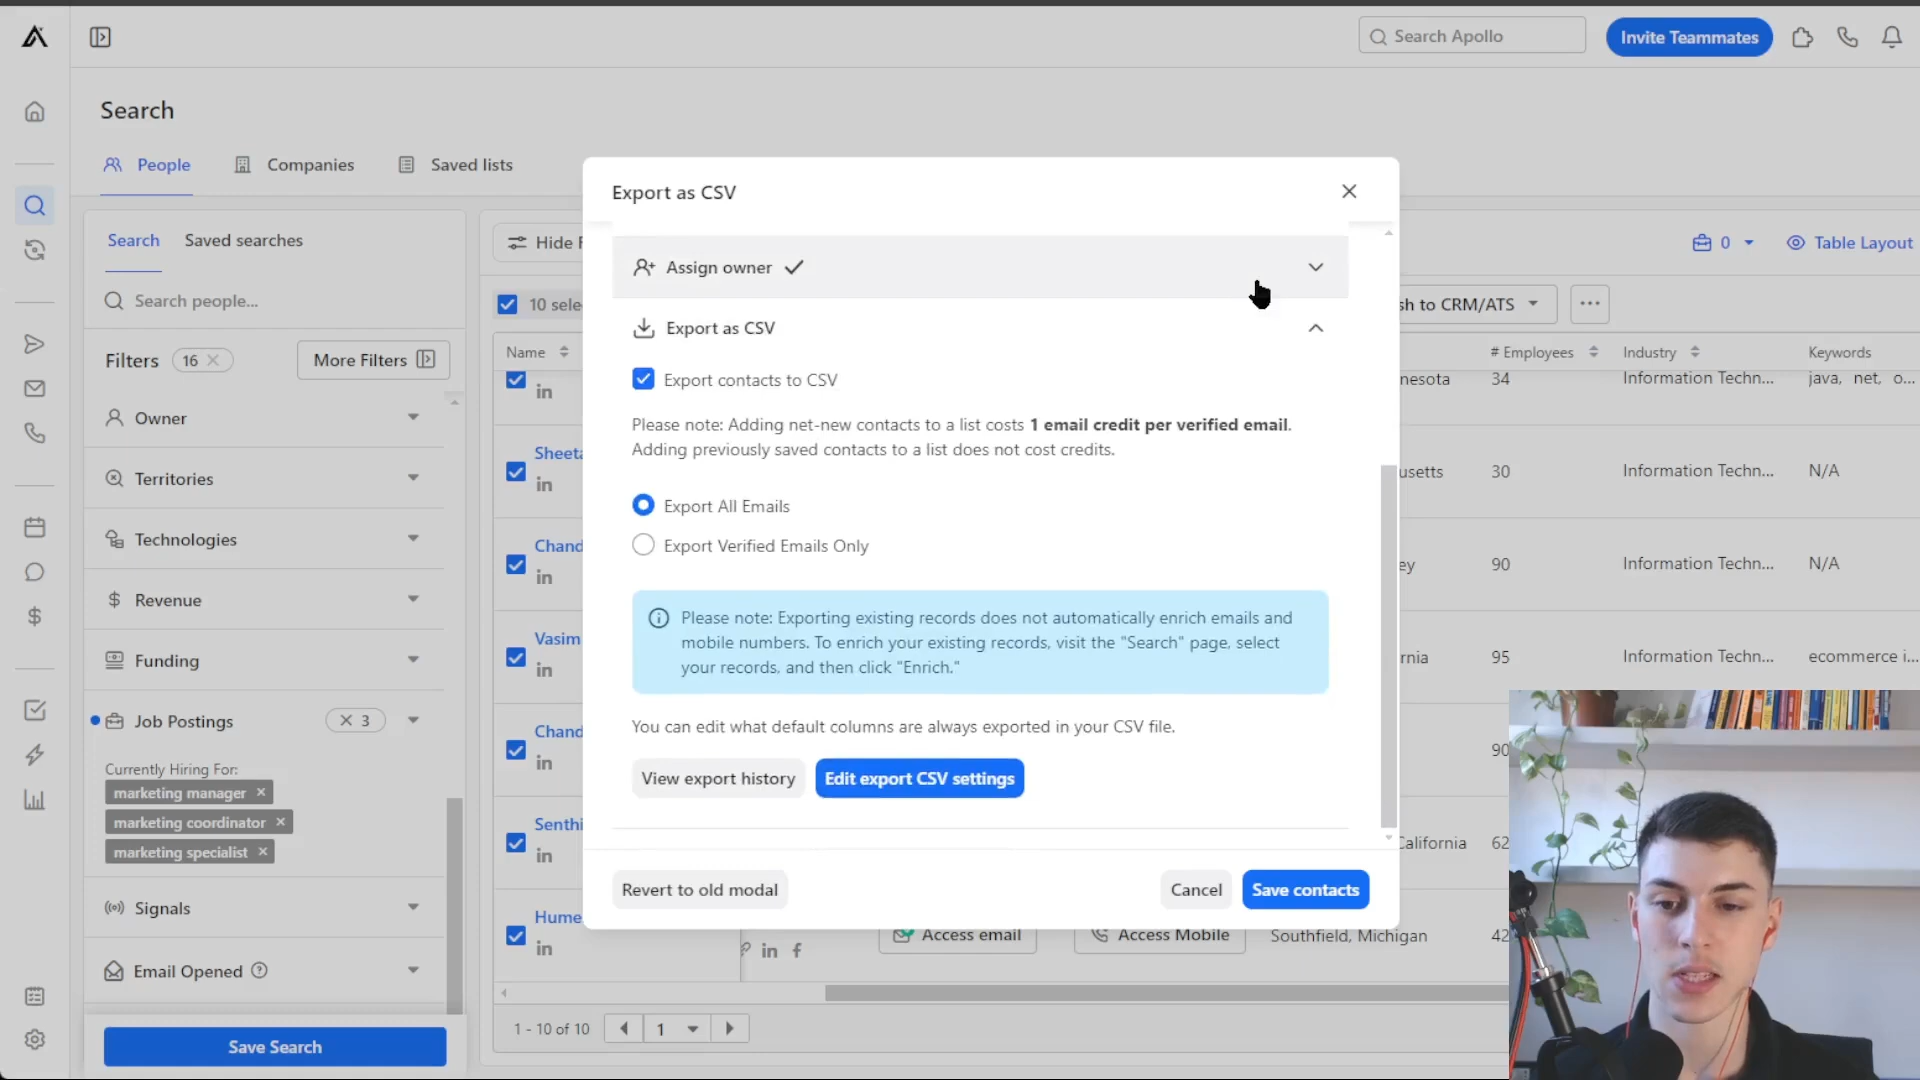 Search Apollo
Invite Teammates
Search
People
Companies
Saved lists
Search
Saved searches
Search people...
Filters
16
More Filters
Owner
Territories
Technologies
Revenue
Funding
Job Postings
3
Currently Hiring For:
marketing manager
marketing coordinator
marketing specialist
Signals
Email Opened
Save Search
Hide
0
Table Layout
10
to CRM/ATS
Name
# Employees
Industry
Keywords
34
Information Techn...
java, net, o...
30
Information Techn...
N/A
Chand
90
Information Techn...
N/A
Vasim
95
Information Techn...
ecommerce i...
Chand
90
Senthi
California
62
Hume
Access email
Access Mobile
Southfield, Michigan
42
1 - 10 of 10
1
Export as CSV
Assign owner
Export as CSV
Export contacts to CSV
Please note: Adding net-new contacts to a list costs 1 email credit per verified email.
Adding previously saved contacts to a list does not cost credits.
Export All Emails
Export Verified Emails Only
Please note: Exporting existing records does not automatically enrich emails and
mobile numbers. To enrich your existing records, visit the "Search" page, select
your records, and then click "Enrich."
You can edit what default columns are always exported in your CSV file.
View export history
Edit export CSV settings
Revert to old modal
Cancel
Save contacts